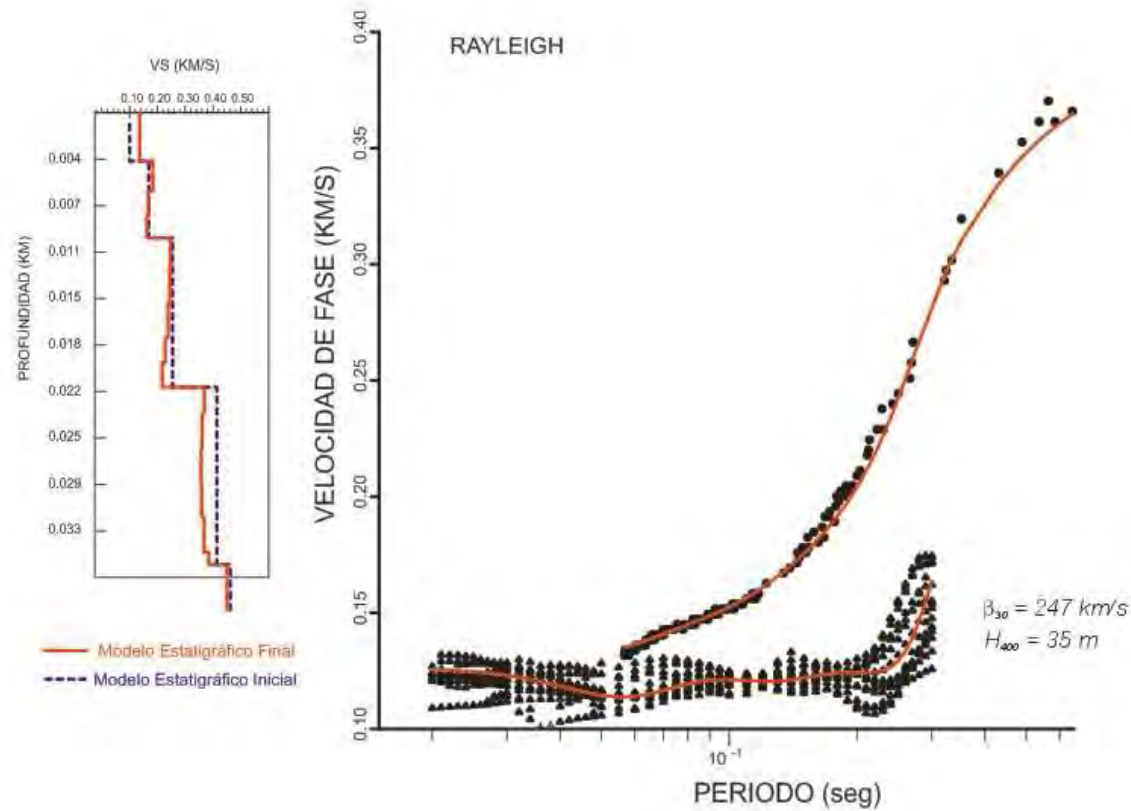 VS (KM/S)
0.10 0.20 0.30 0.40 0.50
PROFUNDIDAD (KM)
0.004
0.007
0.011
0.015
0.018
0.022
0.025
0.029
0.033
Modelo Estatigráfico Final
Modelo Estatigráfico Inicial
RAYLEIGH
VELOCIDAD DE FASE (KM/S)
0.40
0.35
0.30
0.25
0.20
0.15
0.10
β₃₀ = 247 km/s
H₄₀₀ = 35 m
10⁻¹
PERIODO (seg)